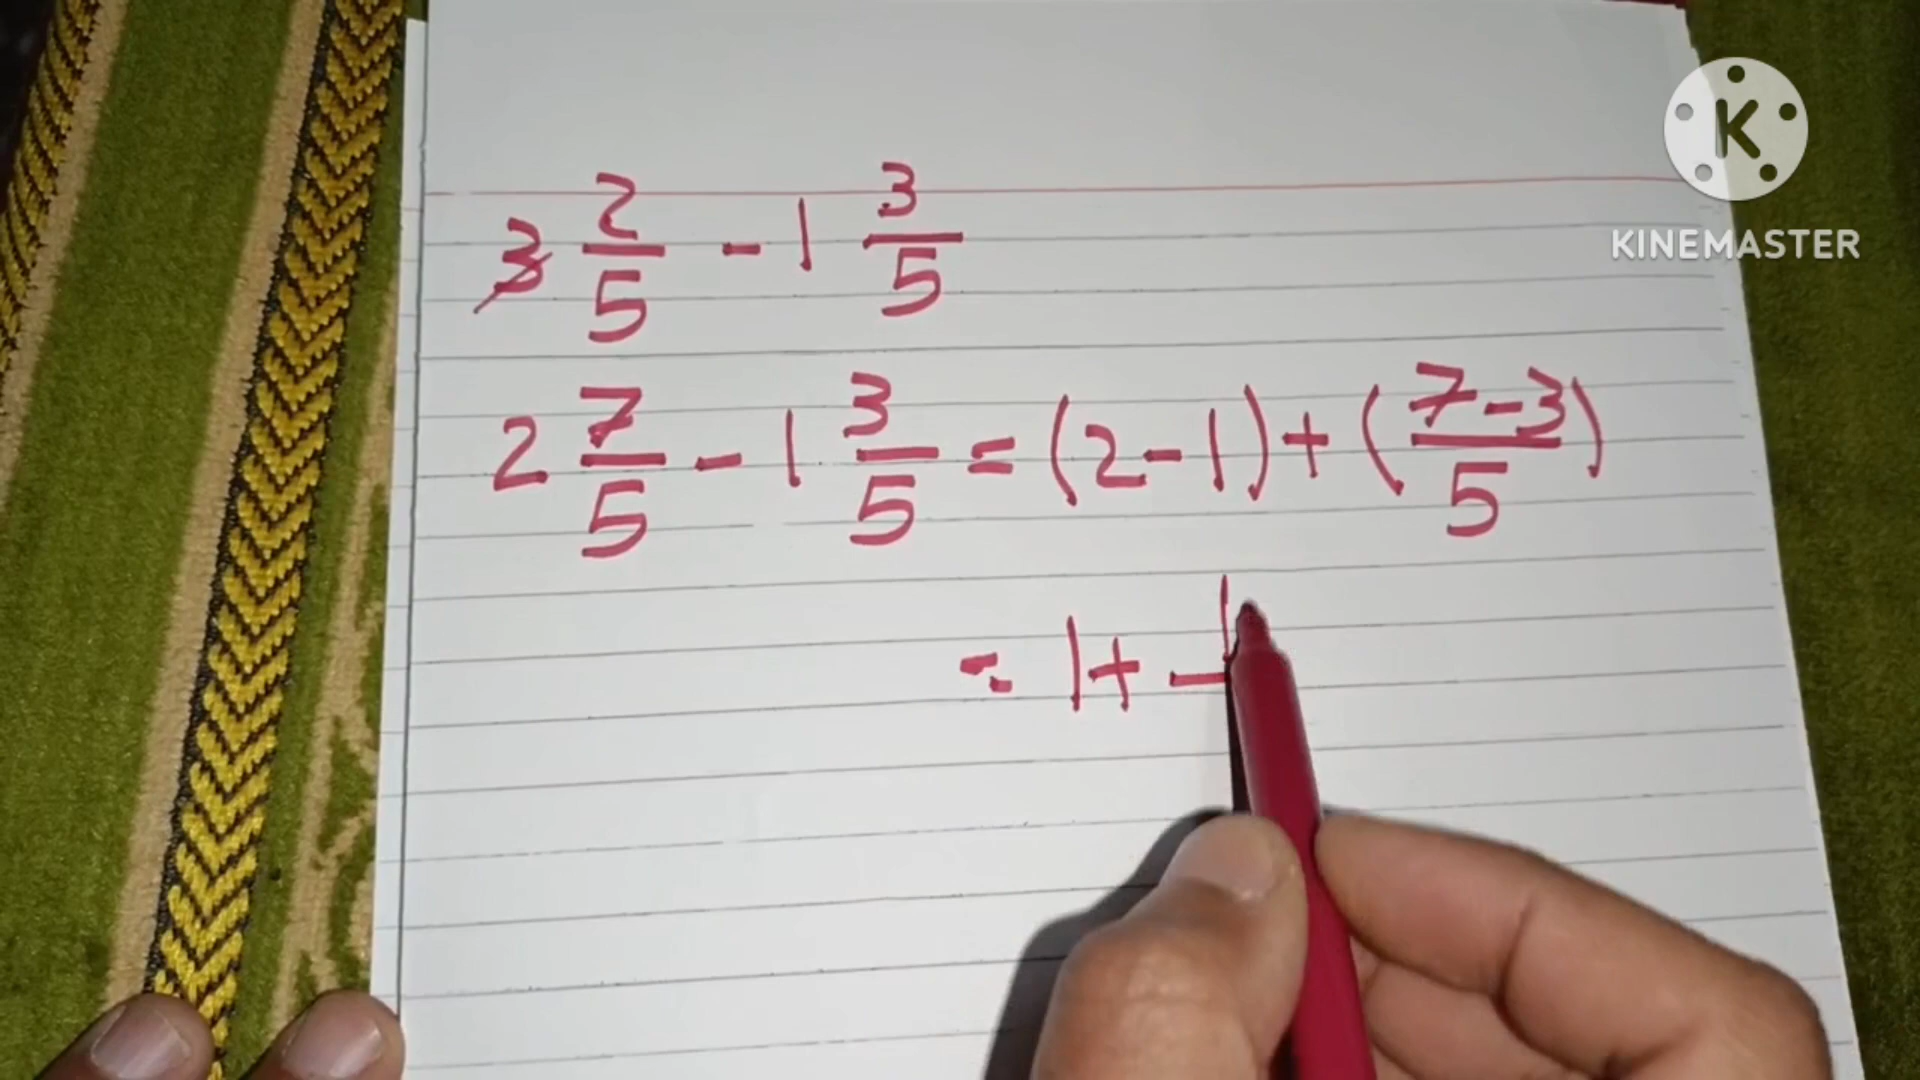 K
KINEMASTER
3 2/5 - 1 3/5
2 7/5 - 1 3/5 = (2-1) + (7-3/5)
= 1 +